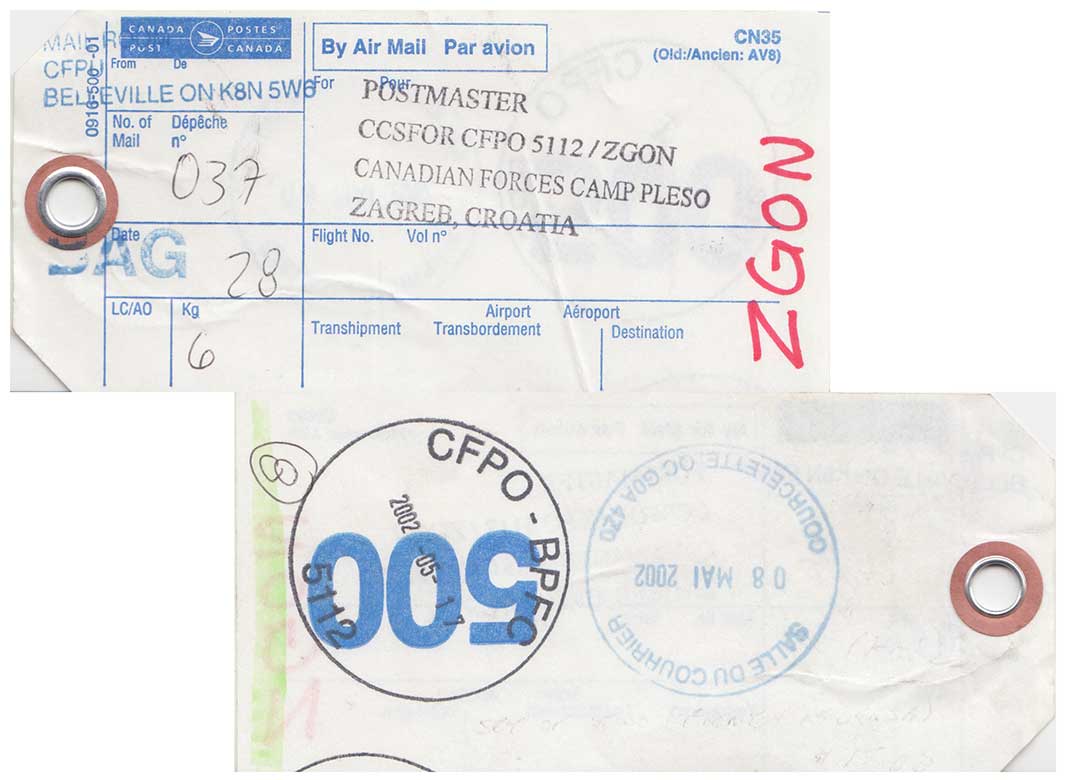 CANADA POST POSTES CANADA
By Air Mail Par avion
CN35
(Old:/Ancien: AV8)
0916-500-01
MAIL ROOM
CFPU
BELLEVILLE ON K8N 5W6
From De
For Pour
POSTMASTER
CCSFOR CFPO 5112 / ZGON
CANADIAN FORCES CAMP PLESO
ZAGREB, CROATIA
No. of Mail Dépêche n°
037
ZGON
Date
BAG
28
Flight No. Vol n°
LC/AO
Kg
6
Transhipment Transbordement
Airport Aéroport
Destination
CFPO - BPFC
2002-05-17
5112
500
8
COURCELETTE, QC G0A 4Z0
08 MAI 2002
SALLE DU COURRIER